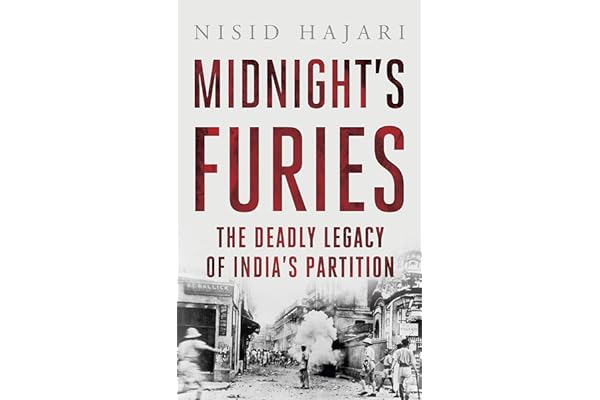 NISID HAJARI
MIDNIGHT'S
FURIES
THE DEADLY LEGACY
OF INDIA'S PARTITION